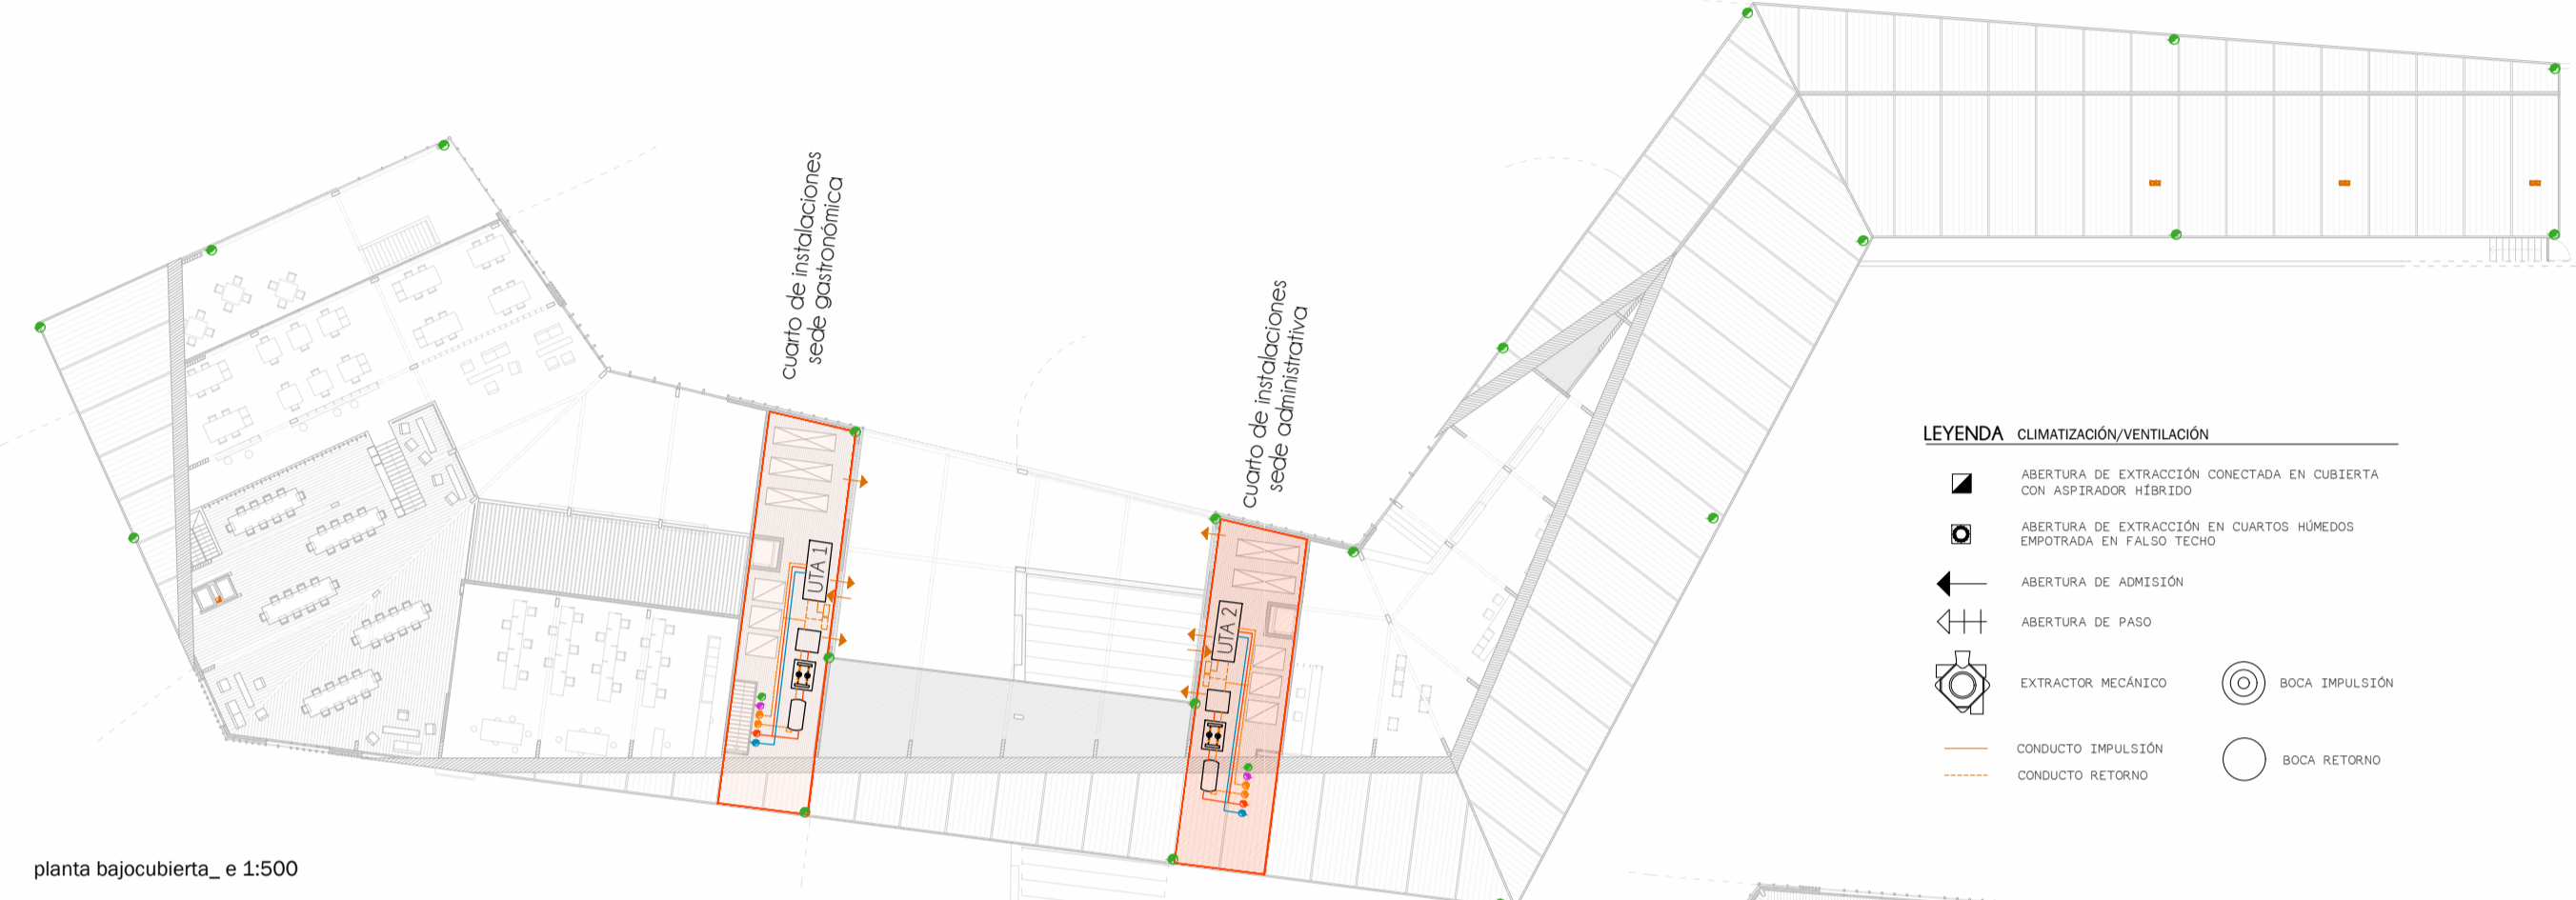 cuarto de instalaciones
sede gastronómica
cuarto de instalaciones
sede administrativa
UTA 1
UTA 2
LEYENDA CLIMATIZACIÓN/VENTILACIÓN
ABERTURA DE EXTRACCIÓN CONECTADA EN CUBIERTA
CON ASPIRADOR HÍBRIDO
ABERTURA DE EXTRACCIÓN EN CUARTOS HÚMEDOS
EMPOTRADA EN FALSO TECHO
ABERTURA DE ADMISIÓN
ABERTURA DE PASO
EXTRACTOR MECÁNICO
BOCA IMPULSIÓN
CONDUCTO IMPULSIÓN
CONDUCTO RETORNO
BOCA RETORNO
planta bajocubierta_ e 1:500